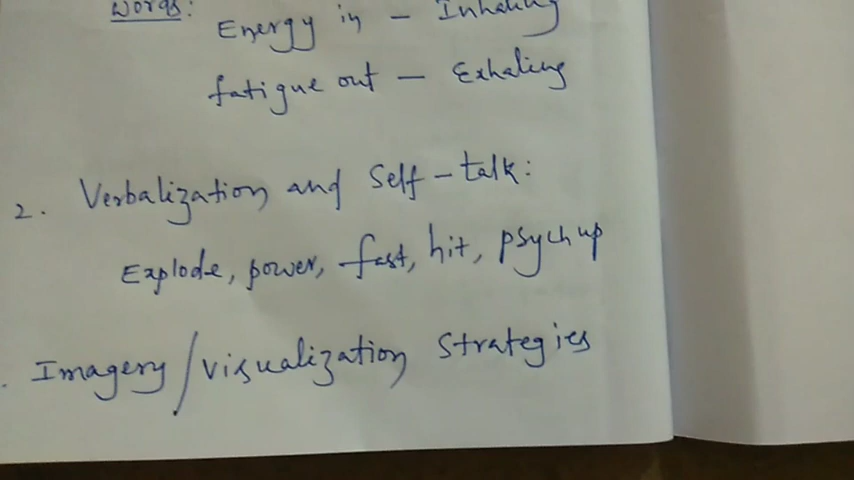 Words:
Energy in - Inhaling
fatigue out - Exhaling
2. Verbalization and Self-talk:
Explode, power, fast, hit, psych up
. Imagery/visualization Strategies